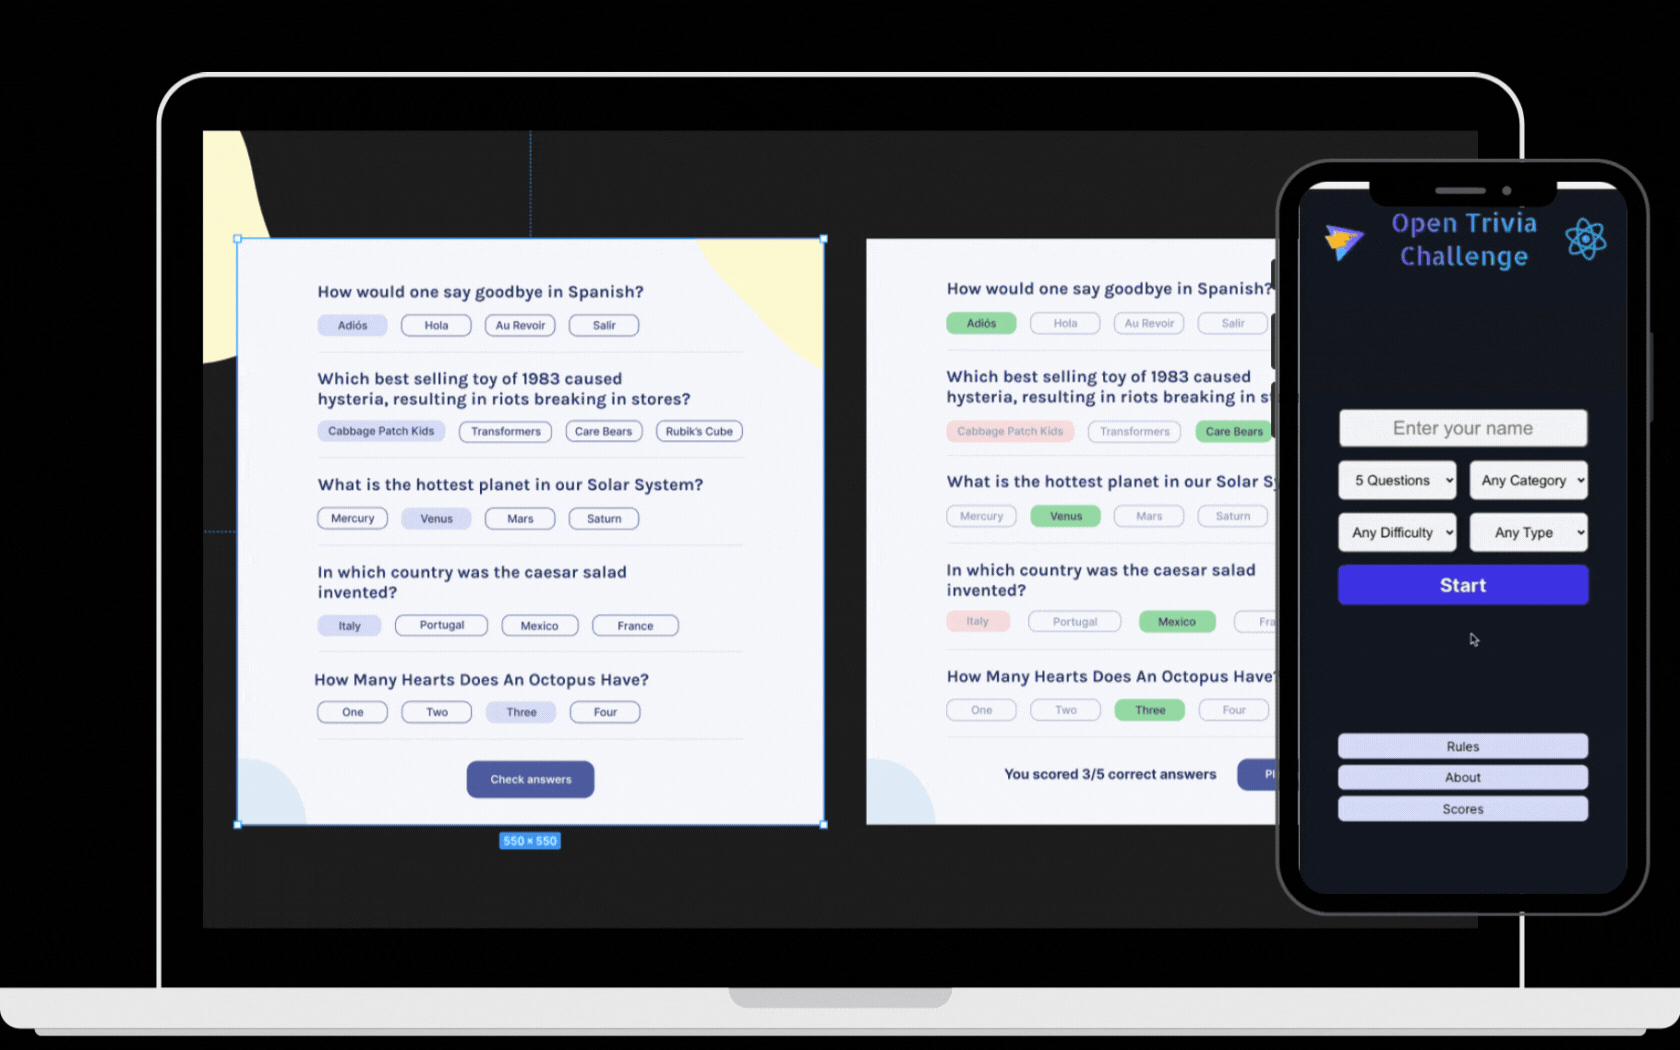 How would one say goodbye in Spanish?
Adiós Hola Au Revoir Salir
Which best selling toy of 1983 caused
hysteria, resulting in riots breaking in stores?
Cabbage Patch Kids Transformers Care Bears Rubik's Cube
What is the hottest planet in our Solar System?
Mercury Venus Mars Saturn
In which country was the caesar salad
invented?
Italy Portugal Mexico France
How Many Hearts Does An Octopus Have?
One Two Three Four
Check answers
550 × 550
How would one say goodbye in Spanish?
Adiós Hola Au Revoir Salir
Which best selling toy of 1983 caused
hysteria, resulting in riots breaking in
Cabbage Patch Kids Transformers Care Bears
What is the hottest planet in our Solar
Mercury Venus Mars Saturn
In which country was the caesar salad
invented?
Italy Portugal Mexico
How Many Hearts Does An Octopus Have?
One Two Three Four
You scored 3/5 correct answers
Open Trivia
Challenge
Enter your name
5 Questions Any Category
Any Difficulty Any Type
Start
Rules
About
Scores